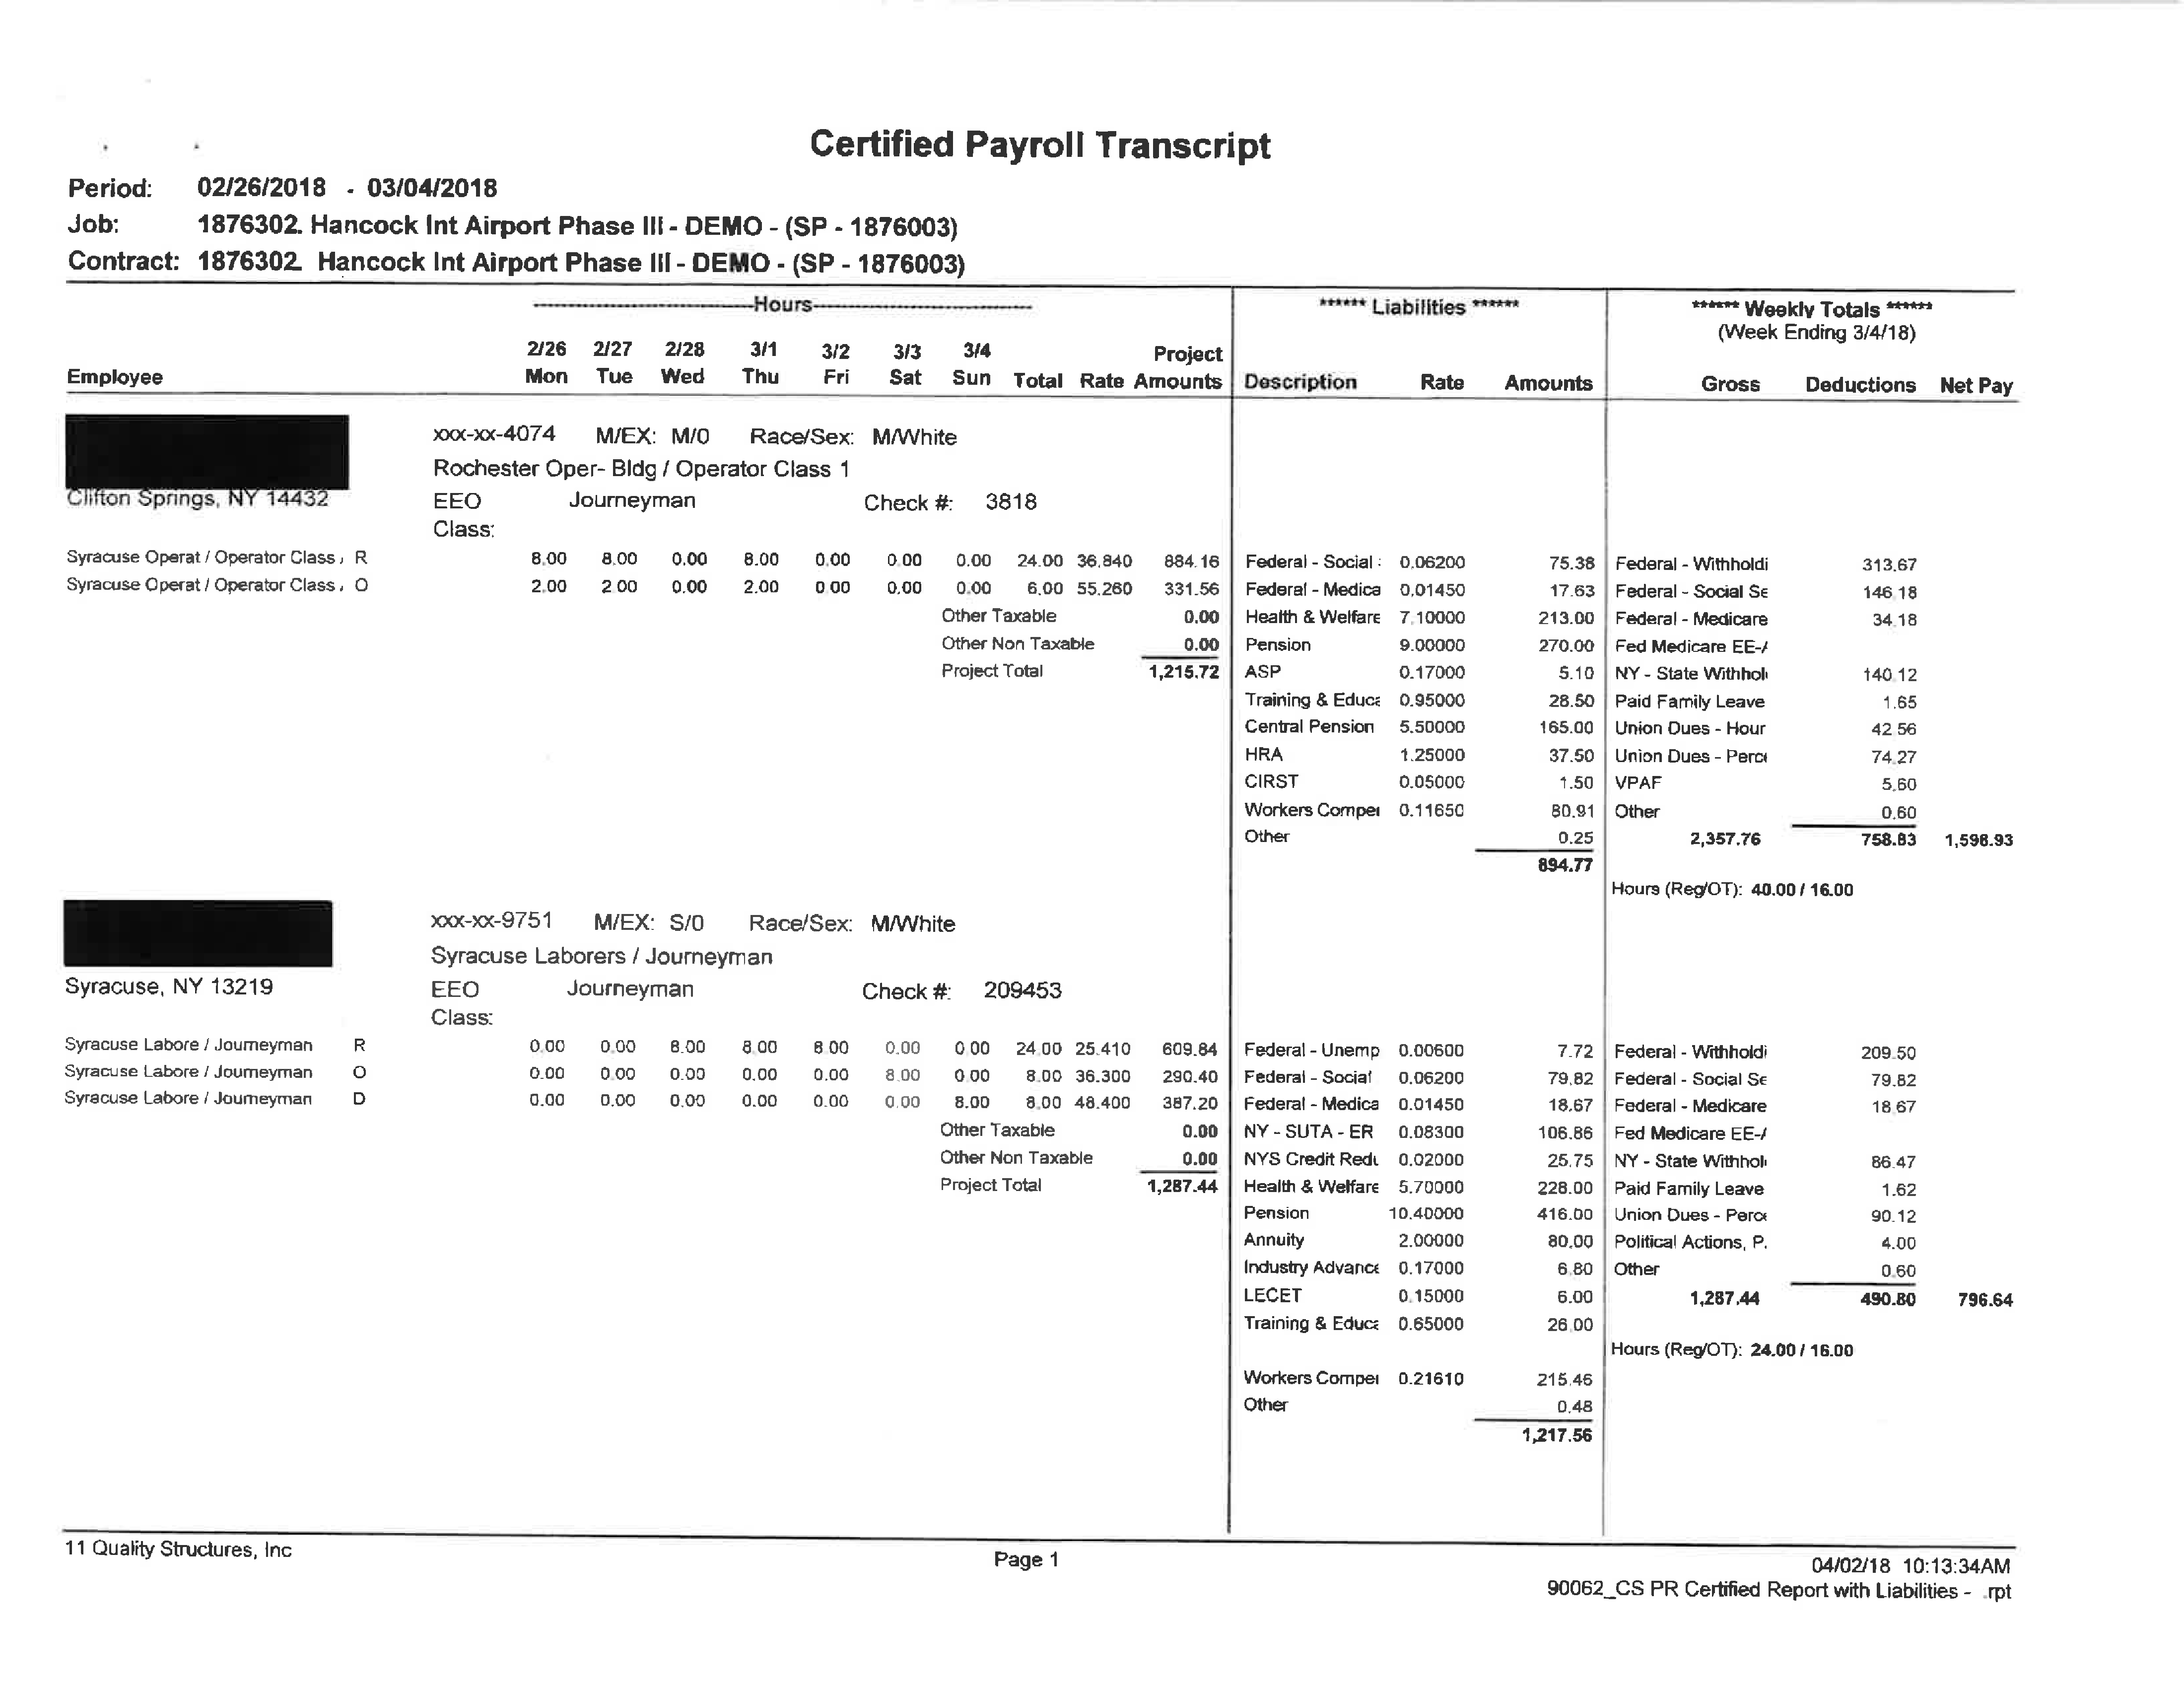 Certified Payroll Transcript
Period: 02/26/2018 - 03/04/2018
Job: 1876302. Hancock Int Airport Phase III - DEMO - (SP - 1876003)
Contract: 1876302. Hancock Int Airport Phase III - DEMO - (SP - 1876003)
Hours ****** Liabilities ****** ****** Weekly Totals ******
(Week Ending 3/4/18)
2/26 2/27 2/28 3/1 3/2 3/3 3/4 Project
Employee Mon Tue Wed Thu Fri Sat Sun Total Rate Amounts Description Rate Amounts Gross Deductions Net Pay
xxx-xx-4074 M/EX: M/0 Race/Sex: M/White
Rochester Oper- Bldg / Operator Class 1
Clifton Springs, NY 14432 EEO Journeyman Check #: 3818
Class:
Syracuse Operat / Operator Class , R 8.00 8.00 0.00 8.00 0.00 0.00 0.00 24.00 36.840 884.16 Federal - Social : 0.06200 75.38 Federal - Withholdi 313.67
Syracuse Operat / Operator Class , O 2.00 2.00 0.00 2.00 0.00 0.00 0.00 6.00 55.260 331.56 Federal - Medica 0.01450 17.63 Federal - Social Se 146.18
Other Taxable 0.00 Health & Welfare 7.10000 213.00 Federal - Medicare 34.18
Other Non Taxable 0.00 Pension 9.00000 270.00 Fed Medicare EE-/
Project Total 1,215.72 ASP 0.17000 5.10 NY - State Withhol 140.12
Training & Educa 0.95000 28.50 Paid Family Leave 1.65
Central Pension 5.50000 165.00 Union Dues - Hour 42.56
HRA 1.25000 37.50 Union Dues - Perce 74.27
CIRST 0.05000 1.50 VPAF 5.60
Workers Compe 0.11650 80.91 Other 0.60
Other 0.25 2,357.76 758.83 1,598.93
894.77
Hours (Reg/OT): 40.00 / 16.00
xxx-xx-9751 M/EX: S/0 Race/Sex: M/White
Syracuse Laborers / Journeyman
Syracuse, NY 13219 EEO Journeyman Check #: 209453
Class:
Syracuse Labore / Journeyman R 0.00 0.00 8.00 8.00 8.00 0.00 0.00 24.00 25.410 609.84 Federal - Unemp 0.00600 7.72 Federal - Withholdi 209.50
Syracuse Labore / Journeyman O 0.00 0.00 0.00 0.00 0.00 8.00 0.00 8.00 36.300 290.40 Federal - Social 0.06200 79.82 Federal - Social Se 79.82
Syracuse Labore / Journeyman D 0.00 0.00 0.00 0.00 0.00 0.00 8.00 8.00 48.400 387.20 Federal - Medica 0.01450 18.67 Federal - Medicare 18.67
Other Taxable 0.00 NY - SUTA - ER 0.08300 106.86 Fed Medicare EE-/
Other Non Taxable 0.00 NYS Credit Redu 0.02000 25.75 NY - State Withhol 86.47
Project Total 1,287.44 Health & Welfare 5.70000 228.00 Paid Family Leave 1.62
Pension 10.40000 416.00 Union Dues - Perce 90.12
Annuity 2.00000 80.00 Political Actions, P. 4.00
Industry Advance 0.17000 6.80 Other 0.60
LECET 0.15000 6.00 1,287.44 490.80 796.64
Training & Educa 0.65000 26.00
Hours (Reg/OT): 24.00 / 16.00
Workers Compe 0.21610 215.46
Other 0.48
1,217.56
11 Quality Structures, Inc Page 1 04/02/18 10:13:34AM
90062_CS PR Certified Report with Liabilities - .rpt